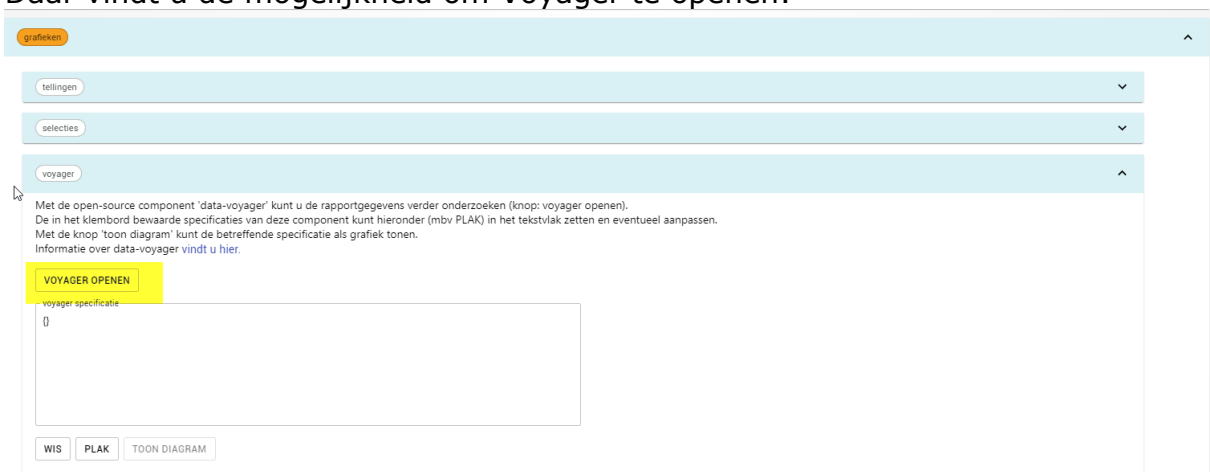 Daar vindt u de mogelijkheid om Voyager te openen.
grafieken
tellingen
selecties
voyager
Met de open-source component 'data-voyager' kunt u de rapportgegevens verder onderzoeken (knop: voyager openen).
De in het klembord bewaarde specificaties van deze component kunt hieronder (mbv PLAK) in het tekstvlak zetten en eventueel aanpassen.
Met de knop 'toon diagram' kunt de betreffende specificatie als grafiek tonen.
Informatie over data-voyager vindt u hier.
VOYAGER OPENEN
voyager specificatie
{}
WIS PLAK TOON DIAGRAM